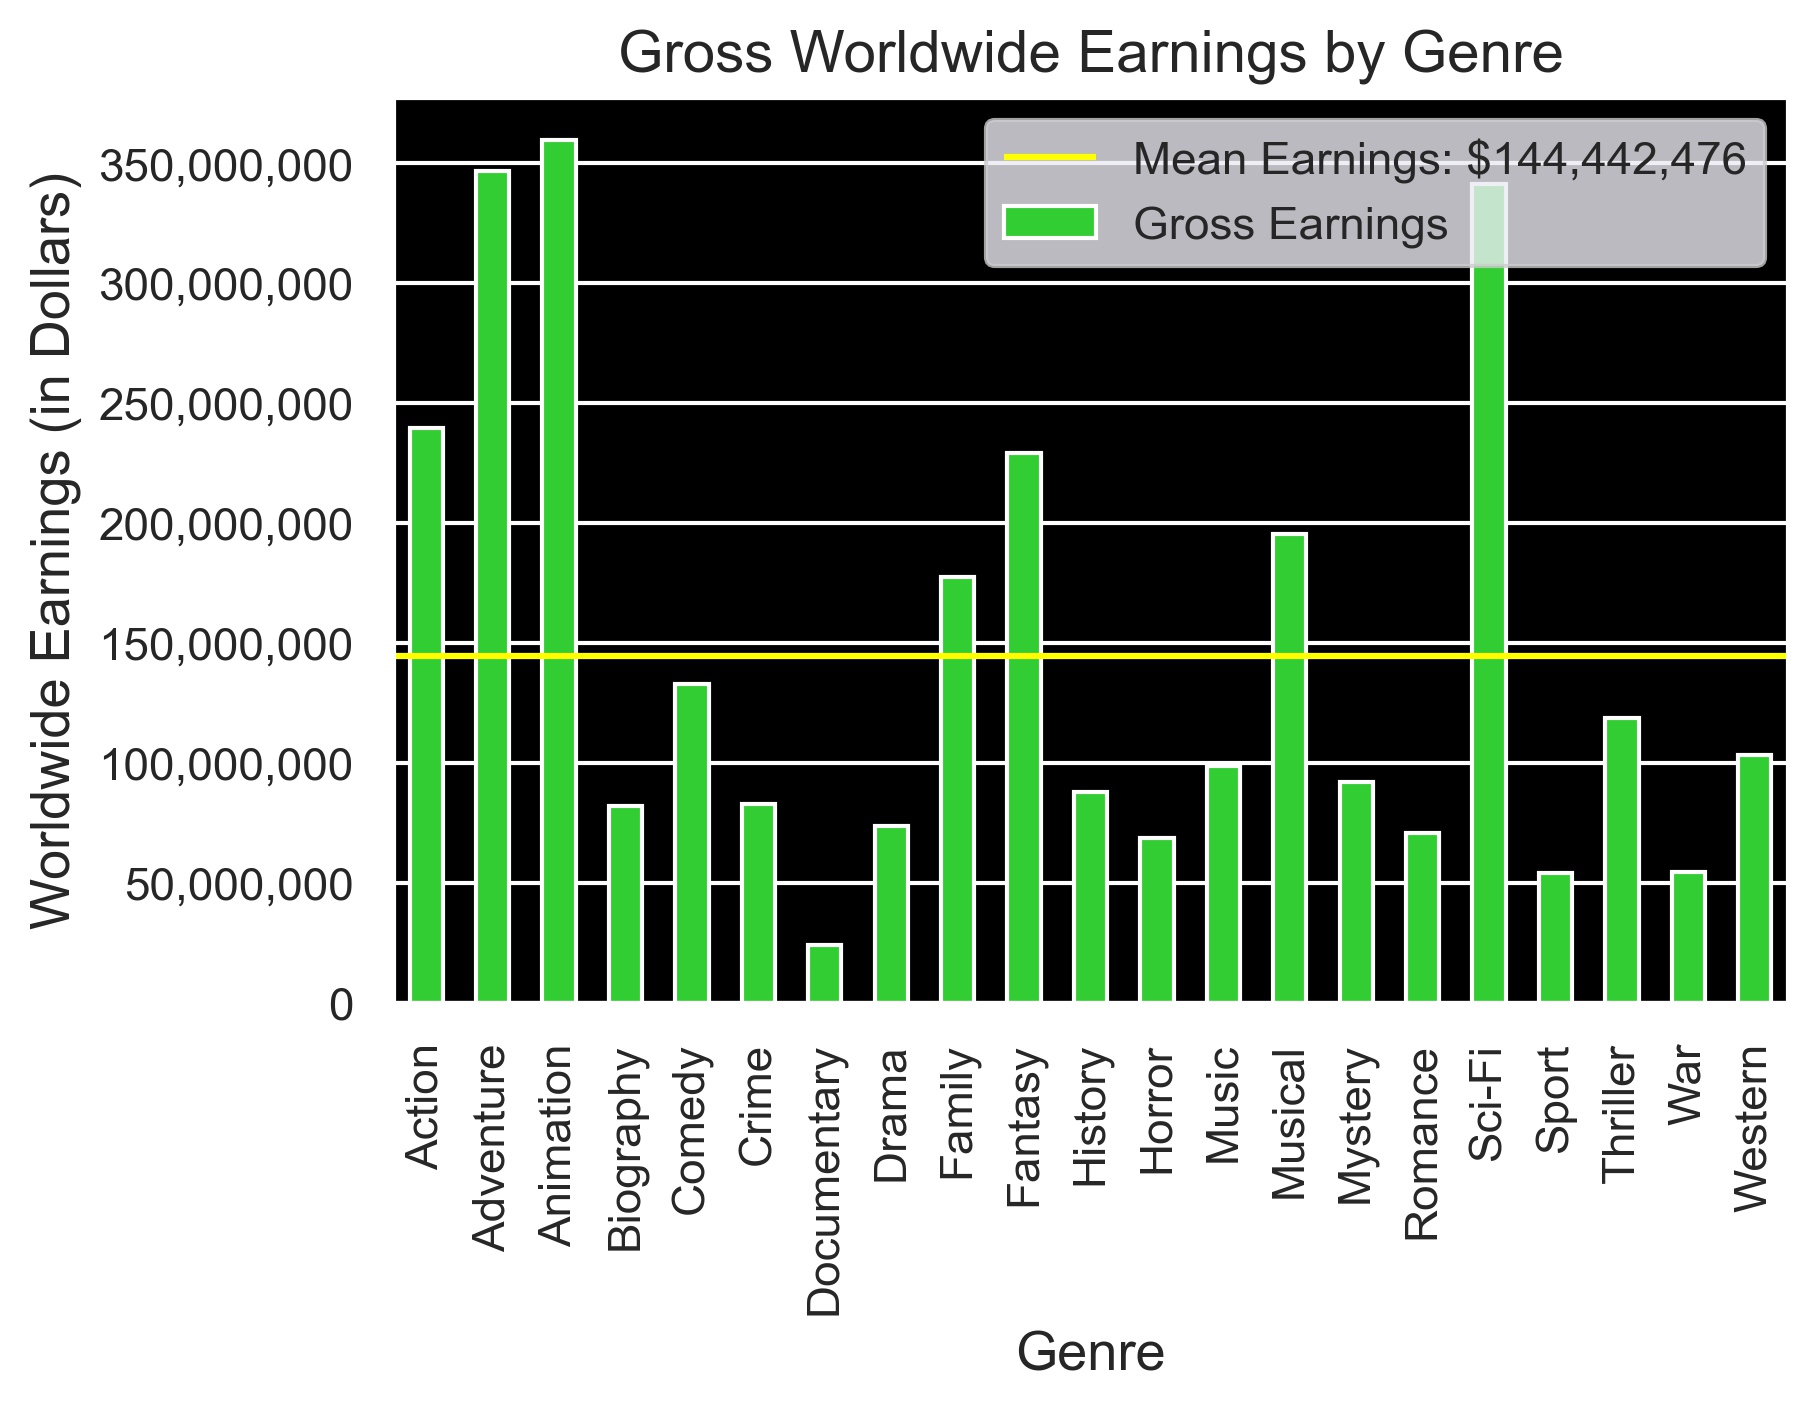 Gross Worldwide Earnings by Genre
Mean Earnings: $144,442,476
Gross Earnings
Worldwide Earnings (in Dollars)
350,000,000
300,000,000
250,000,000
200,000,000
150,000,000
100,000,000
50,000,000
0
Action
Adventure
Animation
Biography
Comedy
Crime
Documentary
Drama
Family
Fantasy
History
Horror
Music
Musical
Mystery
Romance
Sci-Fi
Sport
Thriller
War
Western
Genre